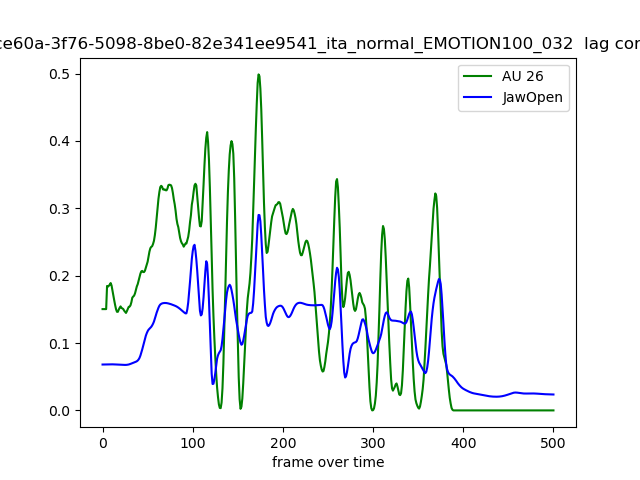 ce60a-3f76-5098-8be0-82e341ee9541_ita_normal_EMOTION100_032 lag cor
AU 26
JawOpen
0.5
0.4
0.3
0.2
0.1
0.0
0 100 200 300 400 500
frame over time